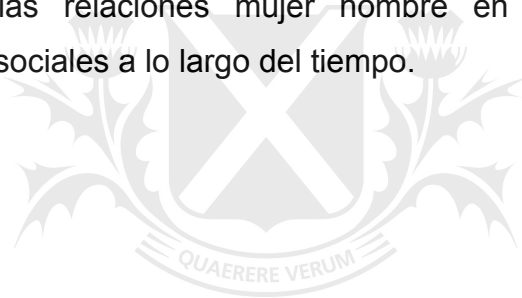 las relaciones mujer hombre en
sociales a lo largo del tiempo.
QUAERERE VERUM